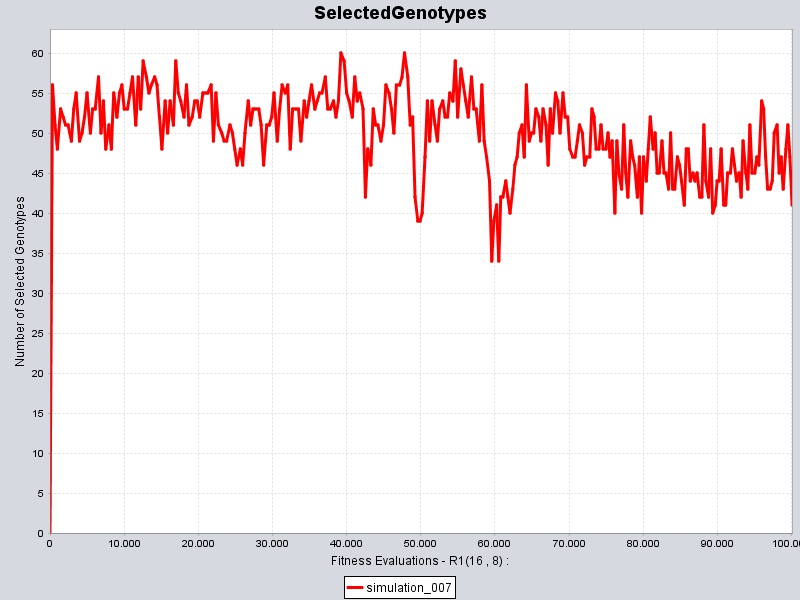 SelectedGenotypes
Number of Selected Genotypes
60
55
50
45
40
35
30
25
20
15
10
5
0
0 10.000 20.000 30.000 40.000 50.000 60.000 70.000 80.000 90.000 100.00
Fitness Evaluations - R1(16 , 8) :
simulation_007